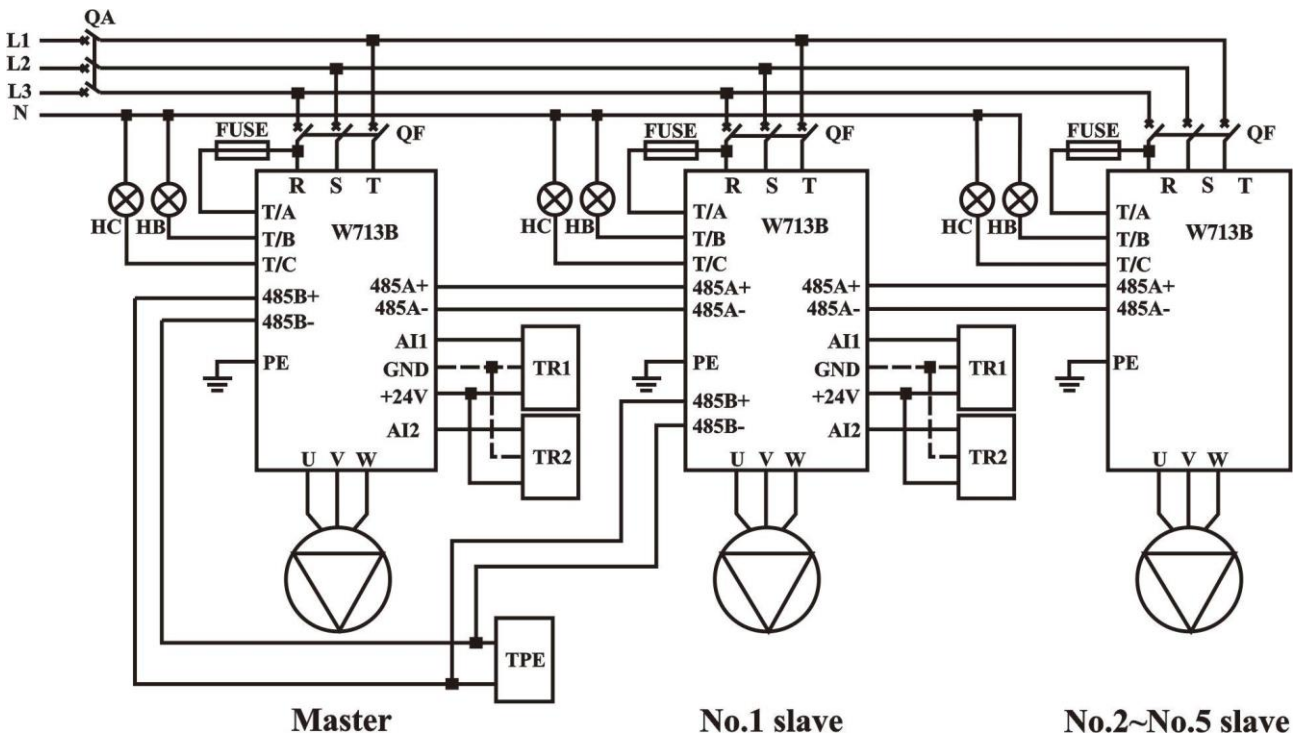 QA
L1
L2
L3
N
FUSE
QF
FUSE
QF
FUSE
QF
R S T
R S T
R S T
HC HB
T/A
T/B
T/C
W713B
HC HB
T/A
T/B
T/C
W713B
HC HB
T/A
T/B
T/C
W713B
485B+
485B-
485A+
485A-
485A+
485A-
485A+
485A-
485A+
485A-
PE
AI1
GND
+24V
AI2
TR1
TR2
PE
485B+
485B-
AI1
GND
+24V
AI2
TR1
TR2
PE
U V W
U V W
U V W
TPE
Master
No.1 slave
No.2~No.5 slave